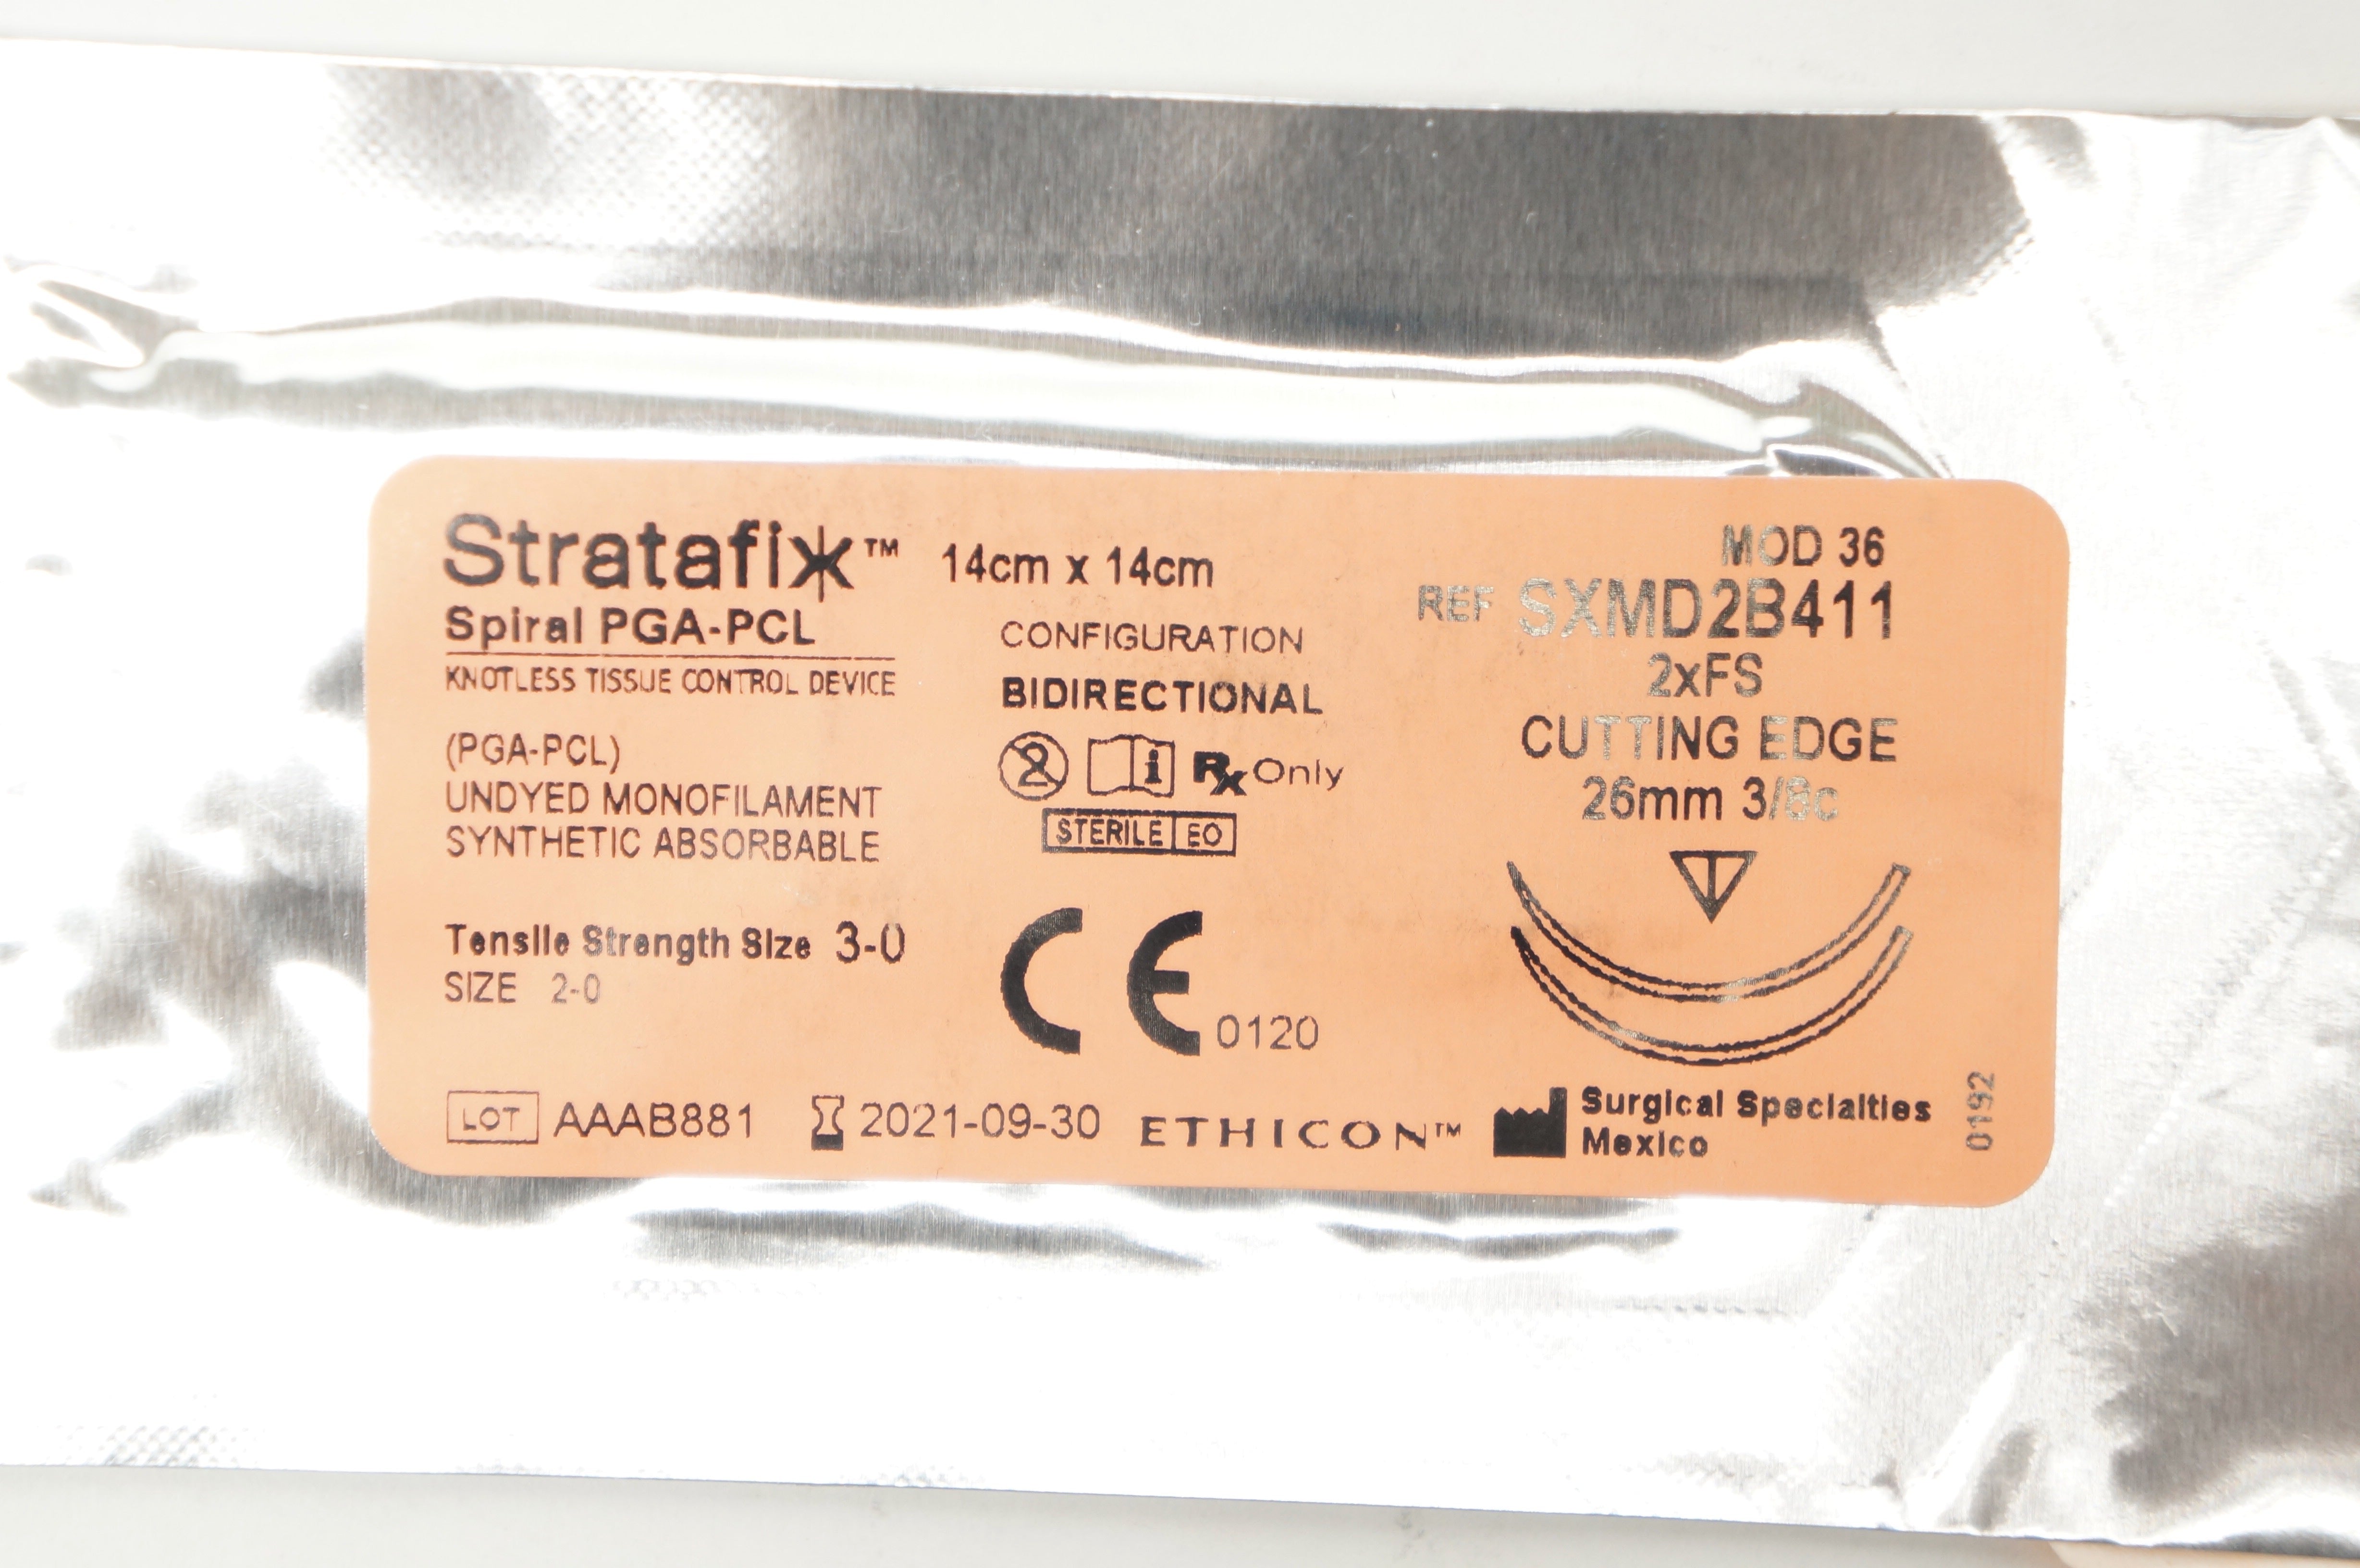 Stratafix™ 14cm x 14cm
Spiral PGA-PCL
KNOTLESS TISSUE CONTROL DEVICE
(PGA-PCL)
UNDYED MONOFILAMENT
SYNTHETIC ABSORBABLE
Tensile Strength Size 3-0
SIZE 2-0
CONFIGURATION
BIDIRECTIONAL
2 i Rx Only
STERILE EO
CE 0120
MOD 36
REF SXMD2B411
2xFS
CUTTING EDGE
26mm 3/8c
LOT AAAB881 2021-09-30 ETHICON™
Surgical Specialties
Mexico
0192